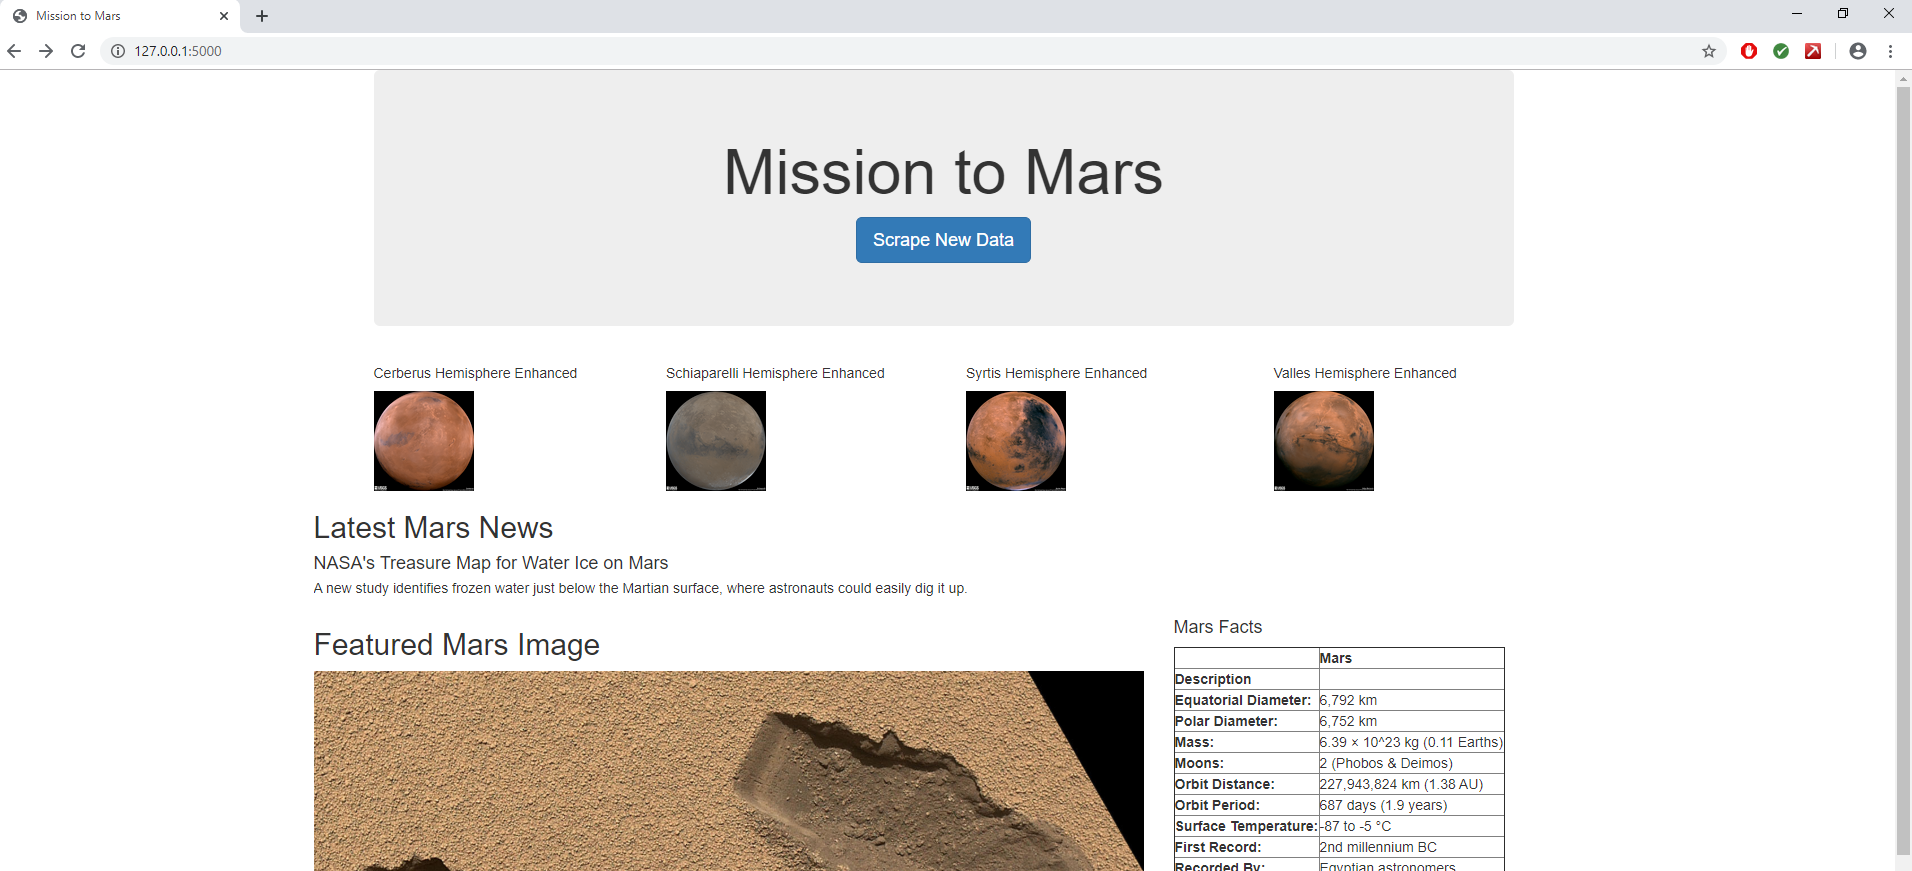 Mission to Mars
127.0.0.1:5000
Mission to Mars
Scrape New Data
Cerberus Hemisphere Enhanced
Schiaparelli Hemisphere Enhanced
Syrtis Hemisphere Enhanced
Valles Hemisphere Enhanced
Latest Mars News
NASA's Treasure Map for Water Ice on Mars
A new study identifies frozen water just below the Martian surface, where astronauts could easily dig it up.
Featured Mars Image
Mars Facts
Mars
Description
Equatorial Diameter: 6,792 km
Polar Diameter: 6,752 km
Mass: 6.39 × 10^23 kg (0.11 Earths)
Moons: 2 (Phobos & Deimos)
Orbit Distance: 227,943,824 km (1.38 AU)
Orbit Period: 687 days (1.9 years)
Surface Temperature: -87 to -5 °C
First Record: 2nd millennium BC
Recorded By: Egyptian astronomers